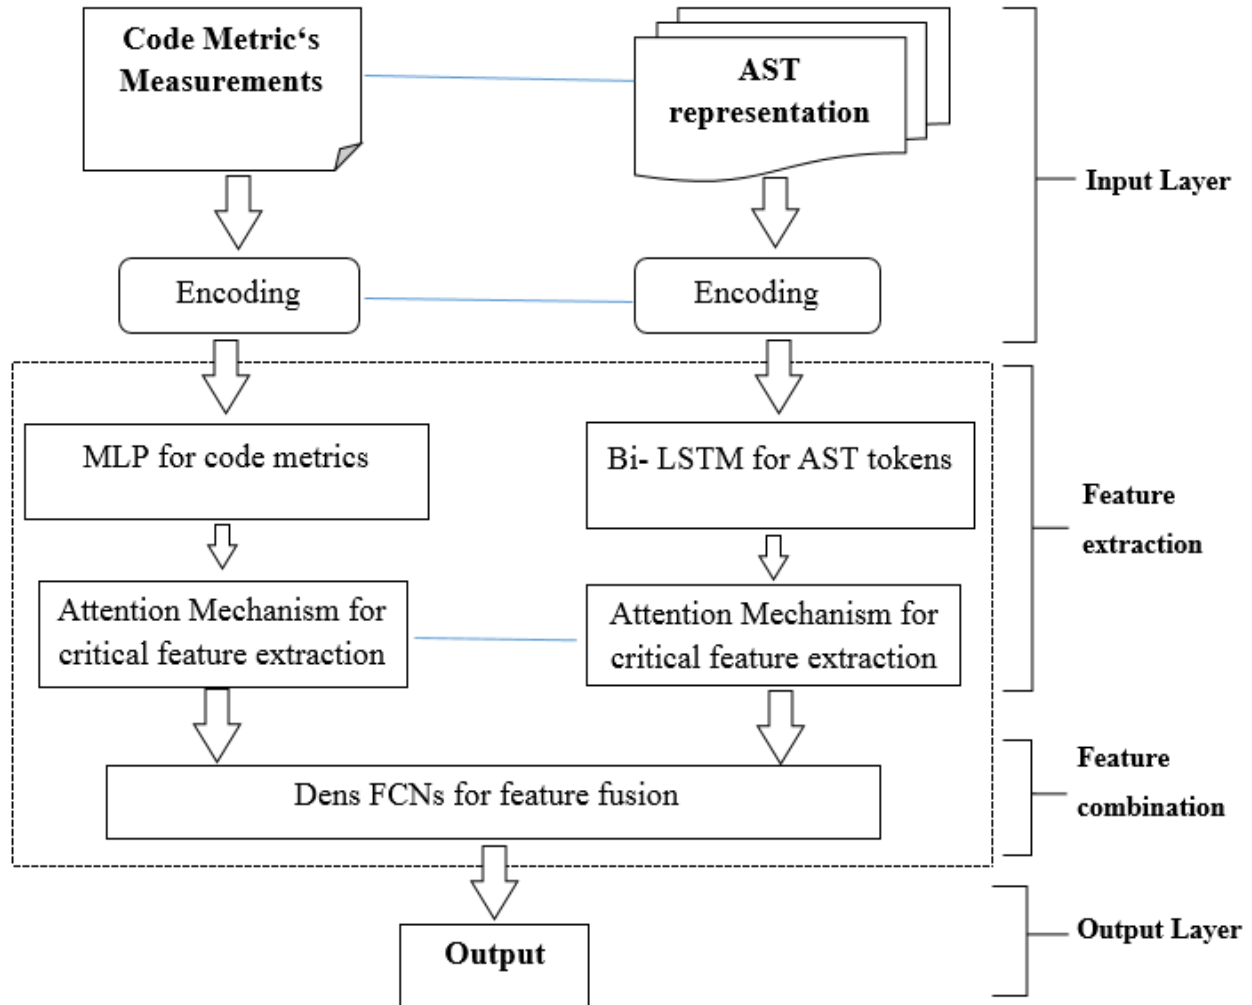 Code Metric‘s
Measurements
AST
representation
Input Layer
Encoding
Encoding
MLP for code metrics
Bi- LSTM for AST tokens
Feature
extraction
Attention Mechanism for
critical feature extraction
Attention Mechanism for
critical feature extraction
Dens FCNs for feature fusion
Feature
combination
Output
Output Layer